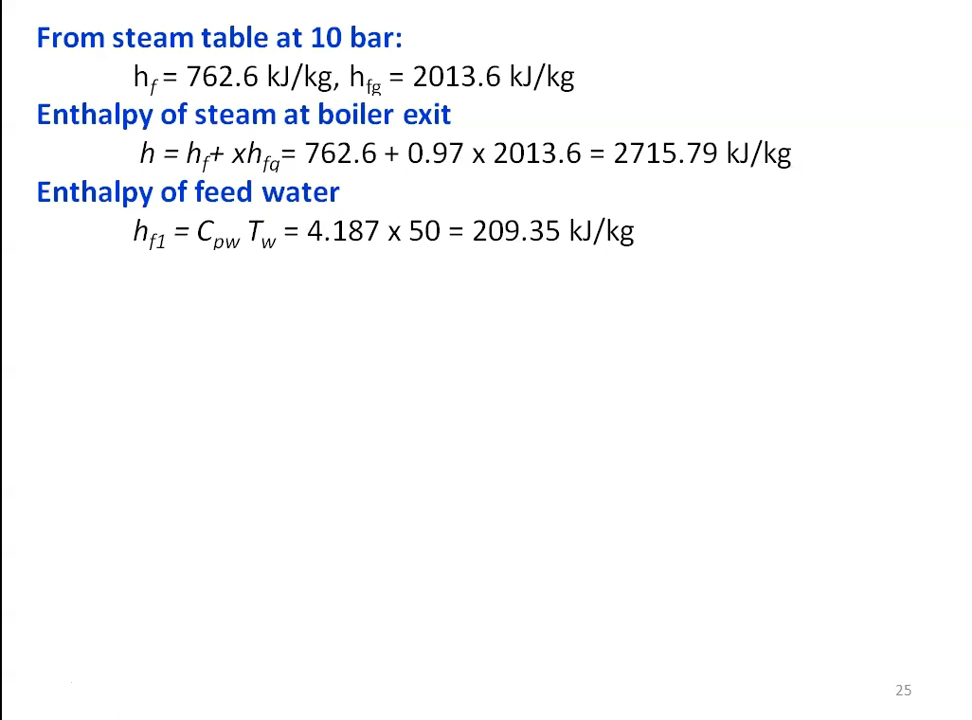 From steam table at 10 bar:
hf = 762.6 kJ/kg, hfg = 2013.6 kJ/kg
Enthalpy of steam at boiler exit
h = hf+ xhfg= 762.6 + 0.97 x 2013.6 = 2715.79 kJ/kg
Enthalpy of feed water
hf1 = Cpw Tw = 4.187 x 50 = 209.35 kJ/kg
25